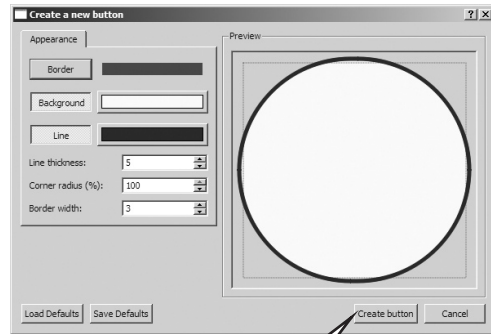 Create a new button
Appearance
Border
Background
Line
Line thickness: 5
Corner radius (%): 100
Border width: 3
Preview
Load Defaults Save Defaults Create button Cancel